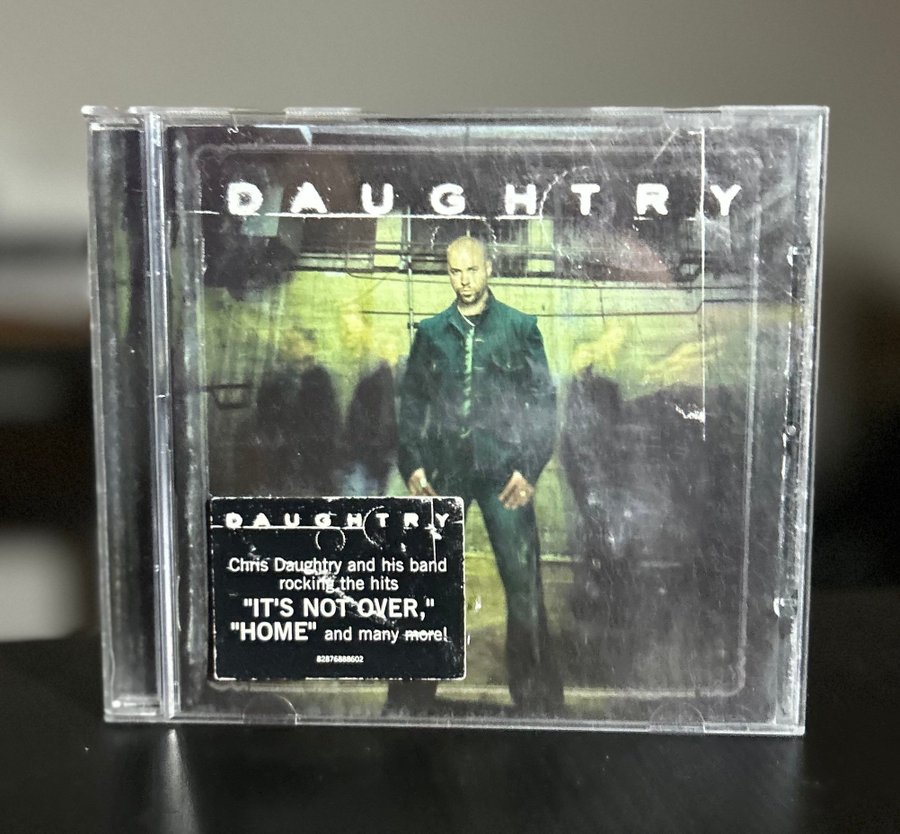 DAUGHTRY
DAUGHTRY
Chris Daughtry and his band
rocking the hits
"IT'S NOT OVER,"
"HOME" and many more!
82876888602